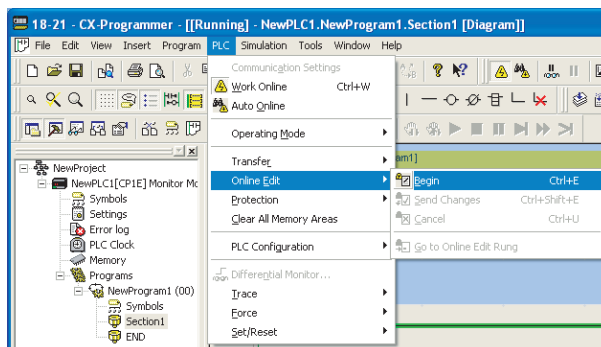 18-21 - CX-Programmer - [[Running] - NewPLC1.NewProgram1.Section1 [Diagram]]
File Edit View Insert Program PLC Simulation Tools Window Help
Communication Settings
Work Online Ctrl+W
Auto Online
Operating Mode
Transfer
Online Edit
Protection
Clear All Memory Areas
PLC Configuration
Differential Monitor...
Trace
Force
Set/Reset
Begin Ctrl+E
Send Changes Ctrl+Shift+E
Cancel Ctrl+U
Go to Online Edit Rung
NewProject
NewPLC1[CP1E] Monitor Mc
Symbols
Settings
Error log
PLC Clock
Memory
Programs
NewProgram1 (00)
Symbols
Section1
END